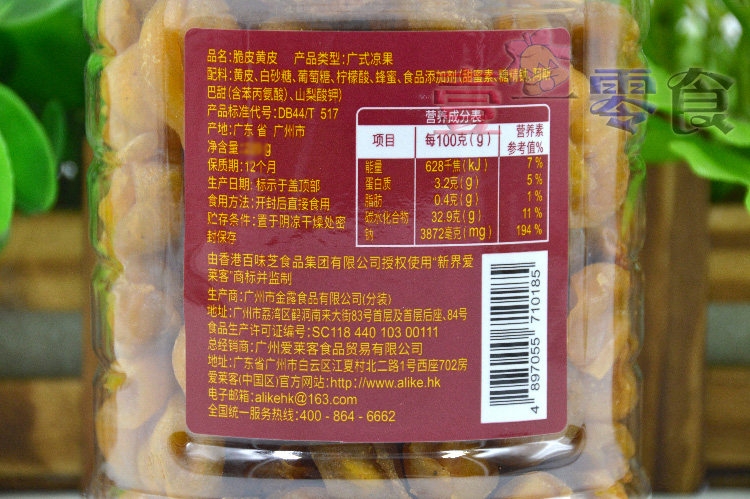 品名:脆皮黄皮 产品类型:广式凉果
配料:黄皮、白砂糖、葡萄糖、柠檬酸、蜂蜜、食品添加剂(甜蜜素、糖精钠、阿斯
巴甜(含苯丙氨酸)、山梨酸钾)
产品标准代号:DB44/T 517
产地:广东 省 广州市
净含量 g
保质期:12个月
生产日期:标示于盖顶部
食用方法:开封后直接食用
贮存条件:置于阴凉干燥处密
封保存
营养成分表
项目 每100克(g) 营养素参考值%
能量 628千焦(kJ) 7%
蛋白质 3.2克(g) 5%
脂肪 0.4克(g) 1%
碳水化合物 32.9克(g) 11%
钠 3872毫克(mg) 194%
由香港百味芝食品集团有限公司授权使用“新界爱
莱客”商标并监制
生产商:广州市金霞食品有限公司(分装)
地址:广州市荔湾区鹤洞南来大街83号首层及首层后座、84号
食品生产许可证编号:SC118 440 103 00111
总经销商:广州爱莱客食品贸易有限公司
地址:广东省广州市白云区江夏村北二路1号西座702房
爱莱客(中国区)官方网站:http://www.alike.hk
电子邮箱:alikehk@163.com
全国统一服务热线:400-864-6662
4 897055 710185
零食